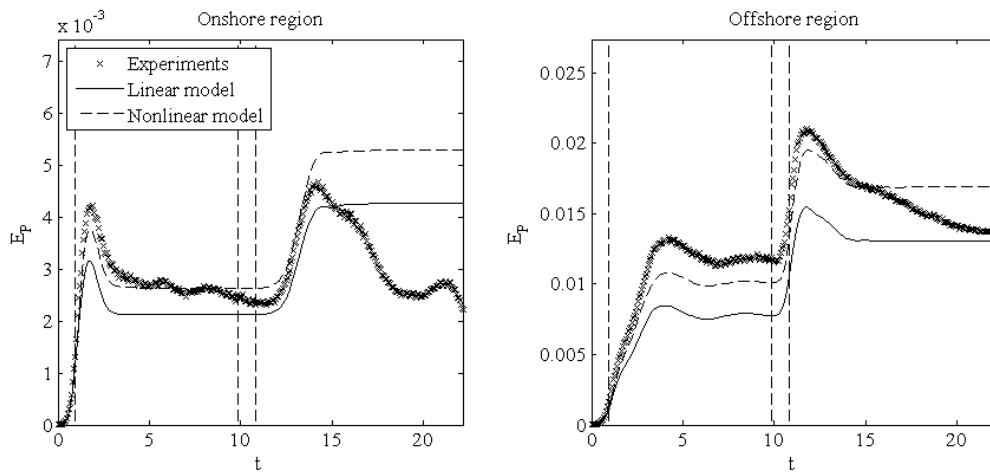 Onshore region
x 10⁻³
7
6
5
4
3
2
1
0
E_P
0 5 10 15 20
t
Experiments
Linear model
Nonlinear model
Offshore region
0.025
0.02
0.015
0.01
0.005
0
E_P
0 5 10 15 20
t